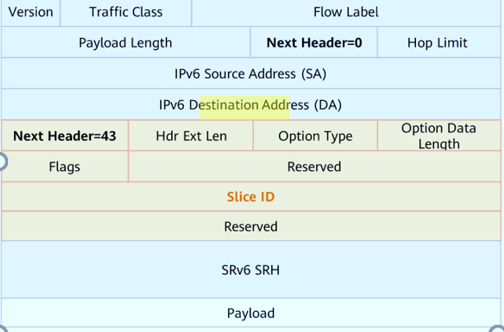 Version Traffic Class Flow Label
Payload Length Next Header=0 Hop Limit
IPv6 Source Address (SA)
IPv6 Destination Address (DA)
Next Header=43 Hdr Ext Len Option Type Option Data Length
Flags Reserved
Slice ID
Reserved
SRv6 SRH
Payload